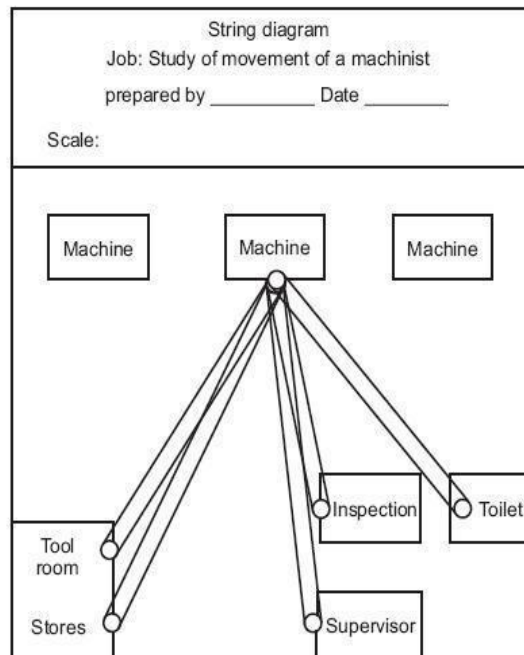 String diagram
Job: Study of movement of a machinist
prepared by __________ Date ________
Scale:
Machine Machine Machine
Inspection Toilet
Tool
room
Stores Supervisor